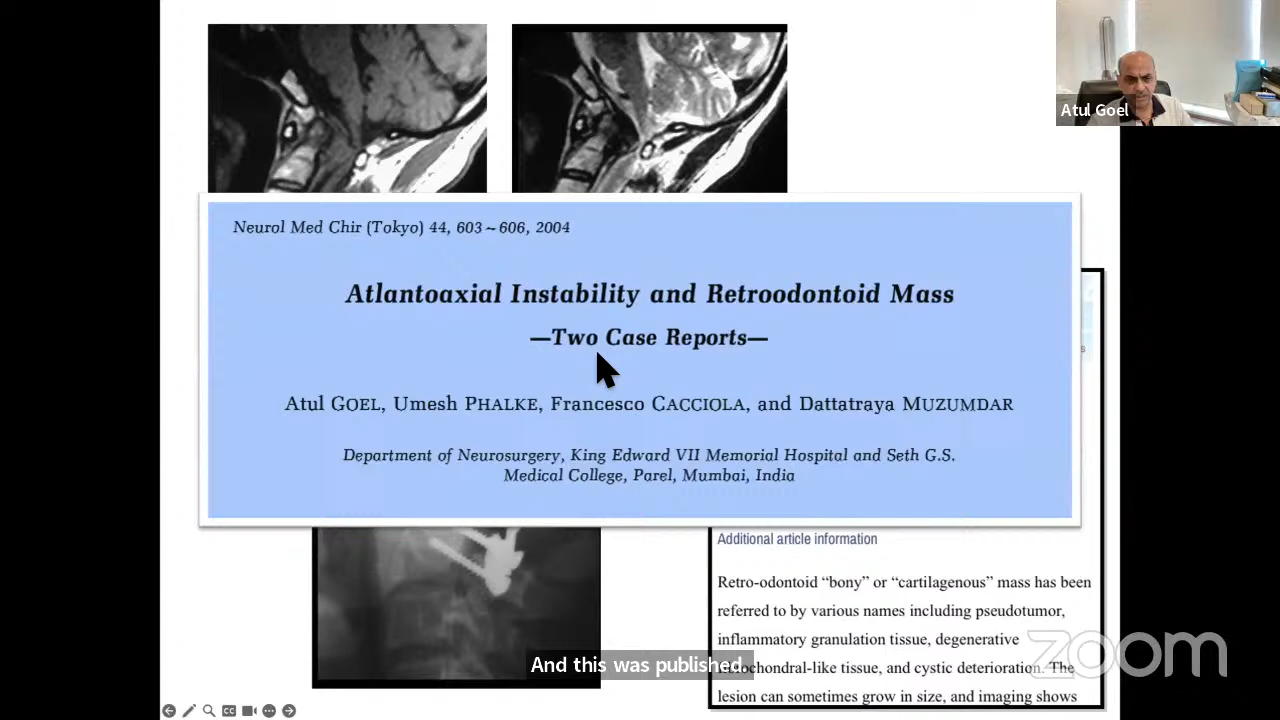 Atul Goel
Neurol Med Chir (Tokyo) 44, 603~606, 2004
Atlantoaxial Instability and Retroodontoid Mass
—Two Case Reports—
Atul GOEL, Umesh PHALKE, Francesco CACCIOLA, and Dattatraya MUZUMDAR
Department of Neurosurgery, King Edward VII Memorial Hospital and Seth G.S.
Medical College, Parel, Mumbai, India
Additional article information
Retro-odontoid “bony” or “cartilagenous” mass has been
referred to by various names including pseudotumor,
inflammatory granulation tissue, degenerative
tissue, and cystic deterioration. The
lesion can sometimes grow in size, and imaging shows
And this was published.
zoom
CC